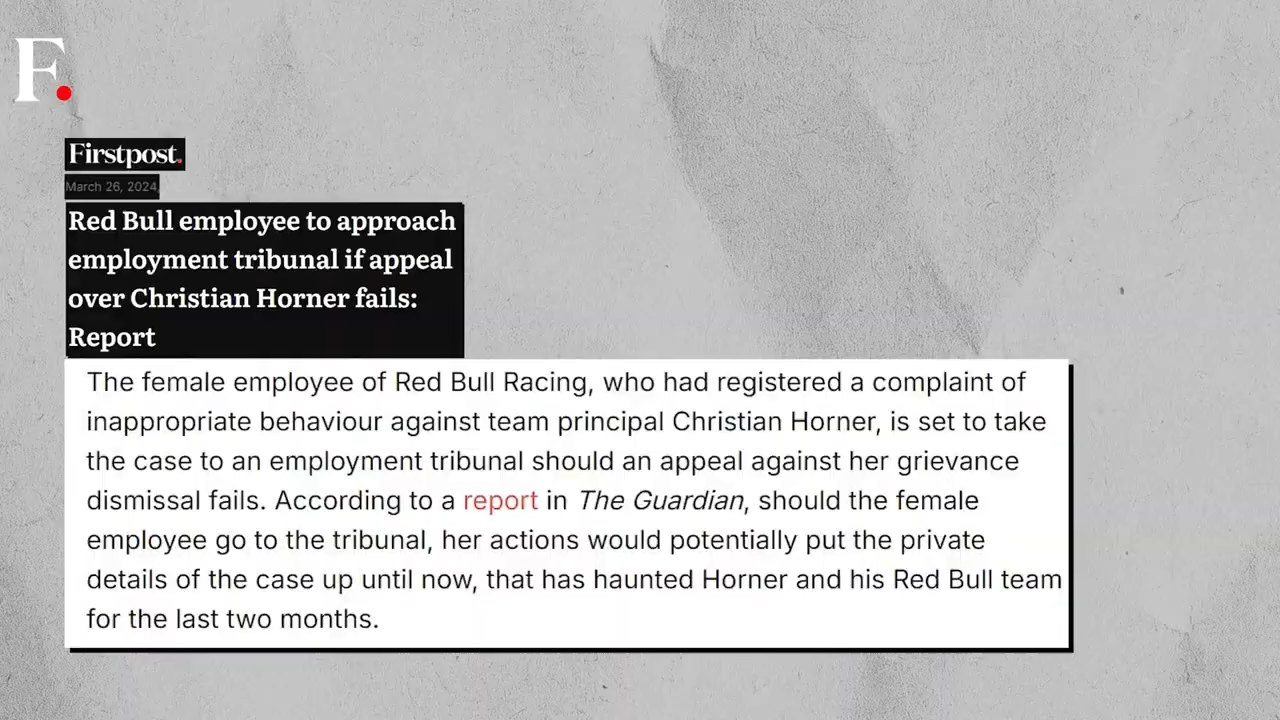 F.
Firstpost.
March 26, 2024,
Red Bull employee to approach
employment tribunal if appeal
over Christian Horner fails:
Report
The female employee of Red Bull Racing, who had registered a complaint of
inappropriate behaviour against team principal Christian Horner, is set to take
the case to an employment tribunal should an appeal against her grievance
dismissal fails. According to a report in The Guardian, should the female
employee go to the tribunal, her actions would potentially put the private
details of the case up until now, that has haunted Horner and his Red Bull team
for the last two months.